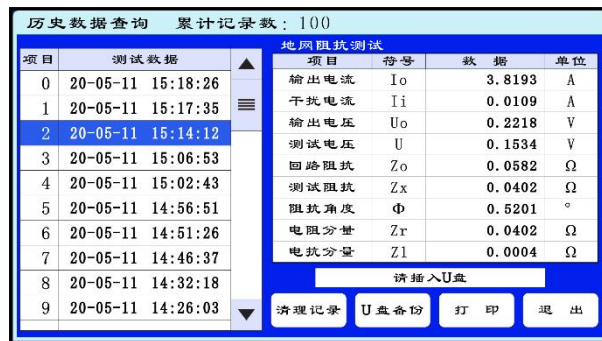 历史数据查询 累计记录数: 100
项目 测试数据
0 20-05-11 15:18:26
1 20-05-11 15:17:35
2 20-05-11 15:14:12
3 20-05-11 15:06:53
4 20-05-11 15:02:43
5 20-05-11 14:56:51
6 20-05-11 14:51:26
7 20-05-11 14:46:37
8 20-05-11 14:32:18
9 20-05-11 14:26:03
地网阻抗测试
项目 符号 数 据 单位
输出电流 Io 3.8193 A
干扰电流 Ii 0.0109 A
输出电压 Uo 0.2218 V
测试电压 U 0.1534 V
回路阻抗 Zo 0.0582 Ω
测试阻抗 Zx 0.0402 Ω
阻抗角度 Φ 0.5201 °
电阻分量 Zr 0.0402 Ω
电抗分量 Zl 0.0004 Ω
请插入U盘
清理记录 U盘备份 打 印 退 出